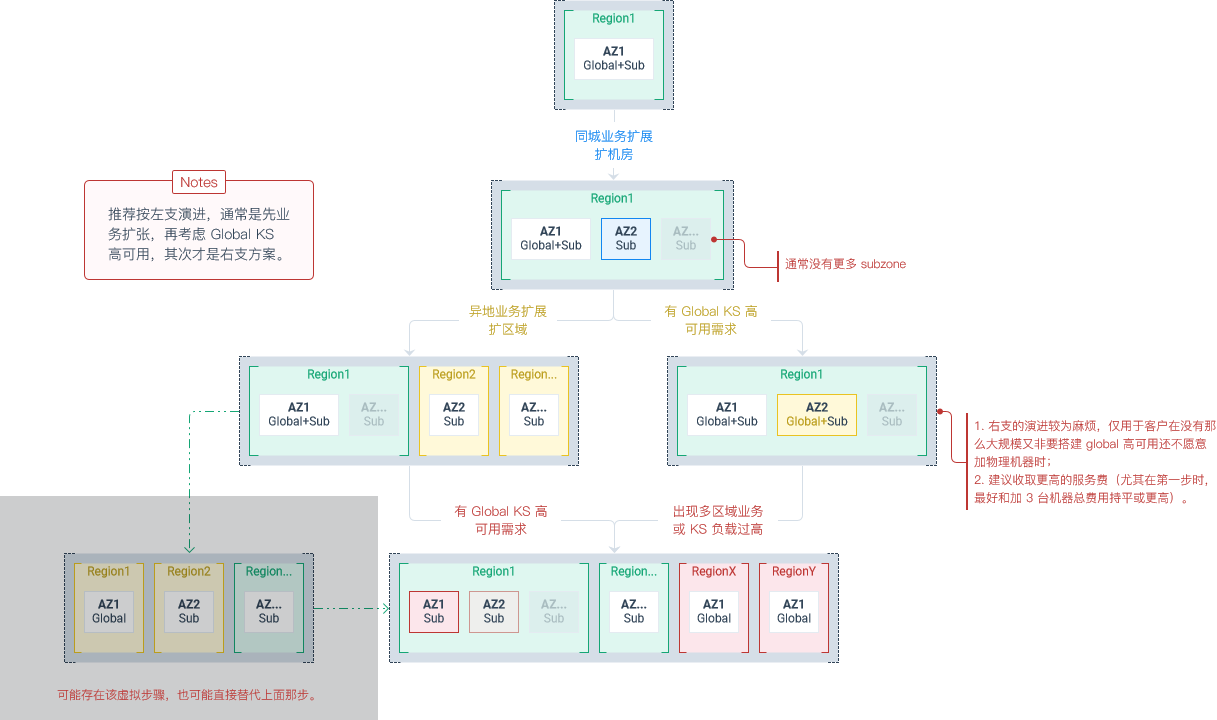 Region1
AZ1
Global+Sub
同城业务扩展
扩机房
Notes
推荐按左支演进，通常是先业
务扩张，再考虑 Global KS
高可用，其次才是右支方案。
Region1
AZ1
Global+Sub
AZ2
Sub
AZ...
Sub
通常没有更多 subzone
异地业务扩展
扩区域
有 Global KS 高
可用需求
Region1
AZ1
Global+Sub
AZ...
Sub
Region2
AZ2
Sub
Region...
AZ...
Sub
Region1
AZ1
Global+Sub
AZ2
Global+Sub
AZ...
Sub
1. 右支的演进较为麻烦，仅用于客户在没有那
么大规模又非要搭建 global 高可用还不愿意
加物理机器时；
2. 建议收取更高的服务费（尤其在第一步时，
最好和加 3 台机器总费用持平或更高）。
有 Global KS 高
可用需求
出现多区域业务
或 KS 负载过高
Region1
AZ1
Global
Region2
AZ2
Sub
Region...
AZ...
Sub
可能存在该虚拟步骤，也可能直接替代上面那步。
Region1
AZ1
Sub
AZ2
Sub
AZ...
Sub
Region...
AZ...
Sub
RegionX
AZ1
Global
RegionY
AZ1
Global